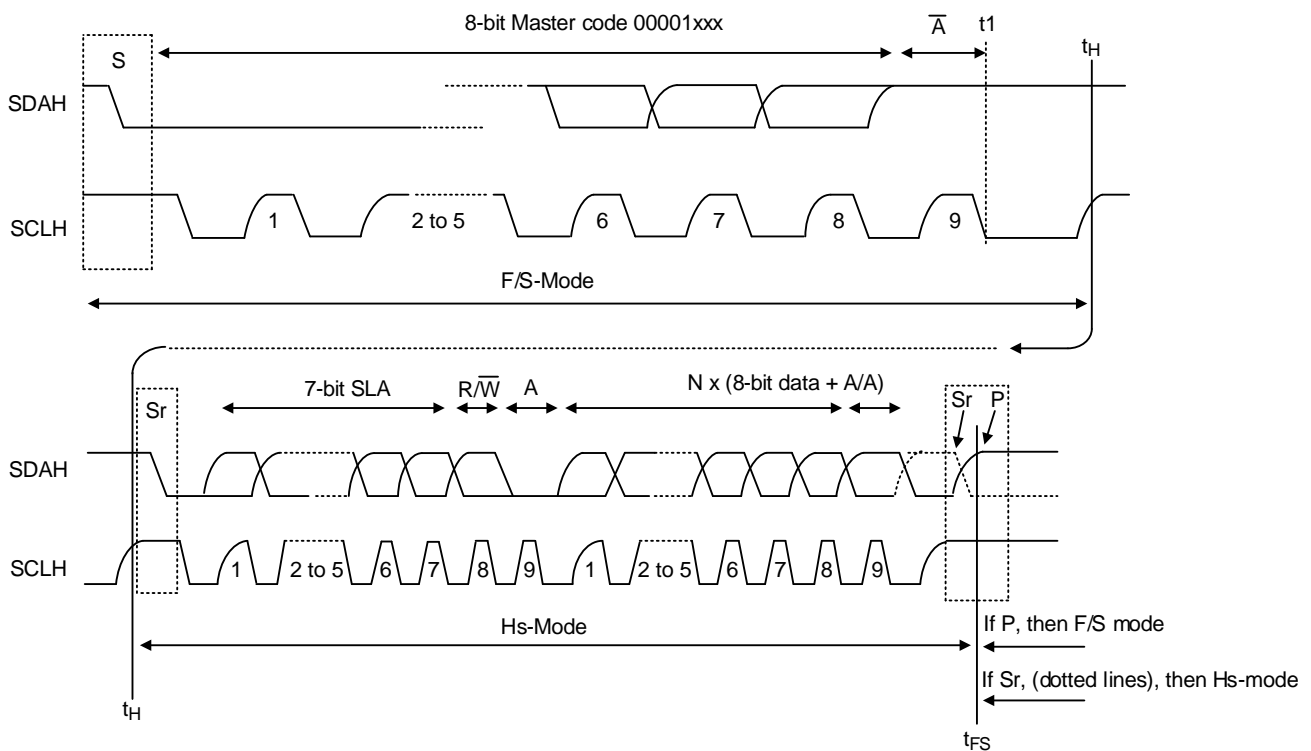 8-bit Master code 00001xxx
A̅
t1
tH
S
SDAH
SCLH
1
2 to 5
6
7
8
9
F/S-Mode
7-bit SLA
R/W̅
A
N x (8-bit data + A/A)
Sr
Sr
P
SDAH
SCLH
1
2 to 5
6
7
8
9
1
2 to 5
6
7
8
9
Hs-Mode
If P, then F/S mode
If Sr, (dotted lines), then Hs-mode
tH
tFS